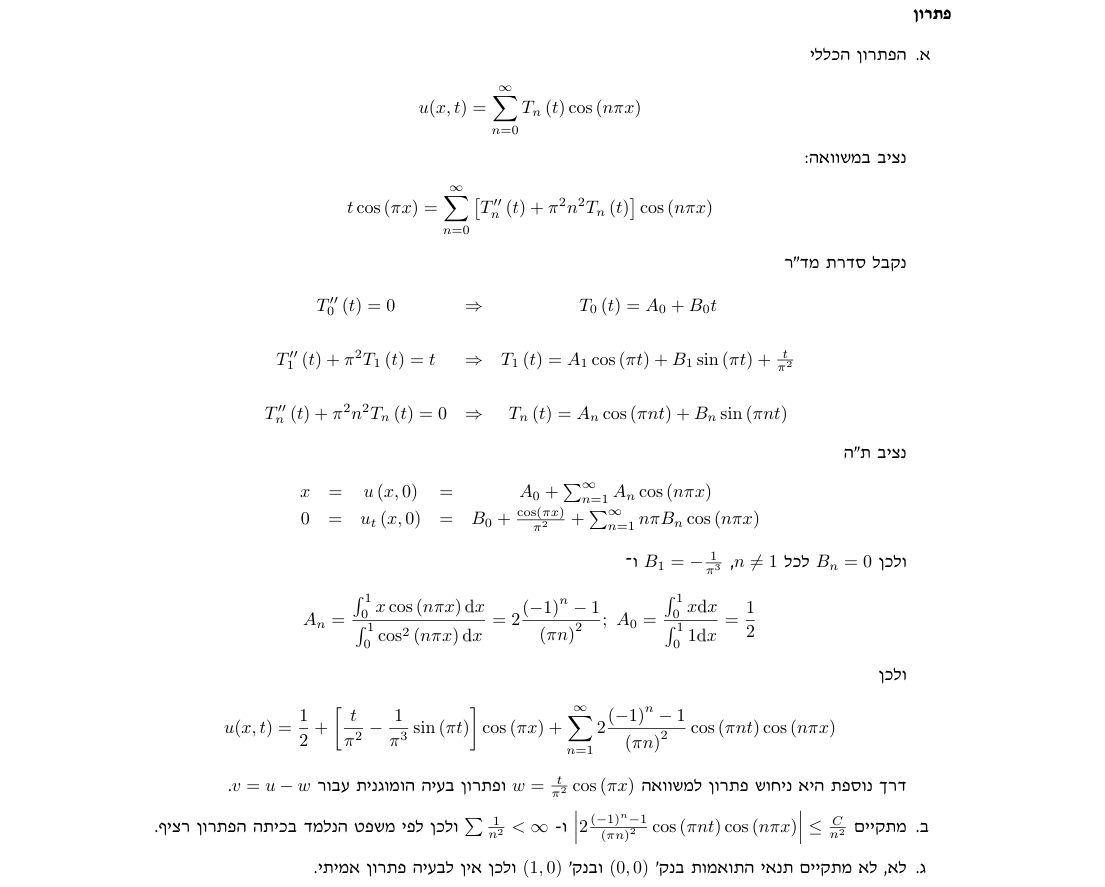 פתרון
א. הפתרון הכללי
u(x, t) = \sum_{n=0}^{\infty} T_n (t) \cos (n\pi x)
נציב במשוואה:
t \cos (\pi x) = \sum_{n=0}^{\infty} [T_n'' (t) + \pi^2 n^2 T_n (t)] \cos (n\pi x)
נקבל סדרת מד"ר
T_0'' (t) = 0 ⇒ T_0 (t) = A_0 + B_0 t
T_1'' (t) + \pi^2 T_1 (t) = t ⇒ T_1 (t) = A_1 \cos (\pi t) + B_1 \sin (\pi t) + \frac{t}{\pi^2}
T_n'' (t) + \pi^2 n^2 T_n (t) = 0 ⇒ T_n (t) = A_n \cos (\pi n t) + B_n \sin (\pi n t)
נציב ת"ה
x = u (x, 0) = A_0 + \sum_{n=1}^{\infty} A_n \cos (n\pi x)
0 = u_t (x, 0) = B_0 + \frac{\cos(\pi x)}{\pi^2} + \sum_{n=1}^{\infty} n\pi B_n \cos (n\pi x)
ולכן B_n = 0 לכל n \neq 1, B_1 = -\frac{1}{\pi^3} ו־
A_n = \frac{\int_0^1 x \cos (n\pi x) dx}{\int_0^1 \cos^2 (n\pi x) dx} = 2 \frac{(-1)^n - 1}{(\pi n)^2}; A_0 = \frac{\int_0^1 x dx}{\int_0^1 1 dx} = \frac{1}{2}
ולכן
u(x, t) = \frac{1}{2} + [\frac{t}{\pi^2} - \frac{1}{\pi^3} \sin (\pi t)] \cos (\pi x) + \sum_{n=1}^{\infty} 2 \frac{(-1)^n - 1}{(\pi n)^2} \cos (\pi n t) \cos (n\pi x)
דרך נוספת היא ניחוש פתרון למשוואה w = \frac{t}{\pi^2} \cos (\pi x) ופתרון בעיה הומוגנית עבור v = u - w.
ב. מתקיים |2 \frac{(-1)^n - 1}{(\pi n)^2} \cos (\pi n t) \cos (n\pi x)| \leq \frac{C}{n^2} ו- \sum \frac{1}{n^2} < \infty ולכן לפי משפט הנלמד בכיתה הפתרון רציף.
ג. לא, לא מתקיימים תנאי התואמות בנק' (0, 0) ובנק' (1, 0) ולכן אין לבעיה פתרון אמיתי.